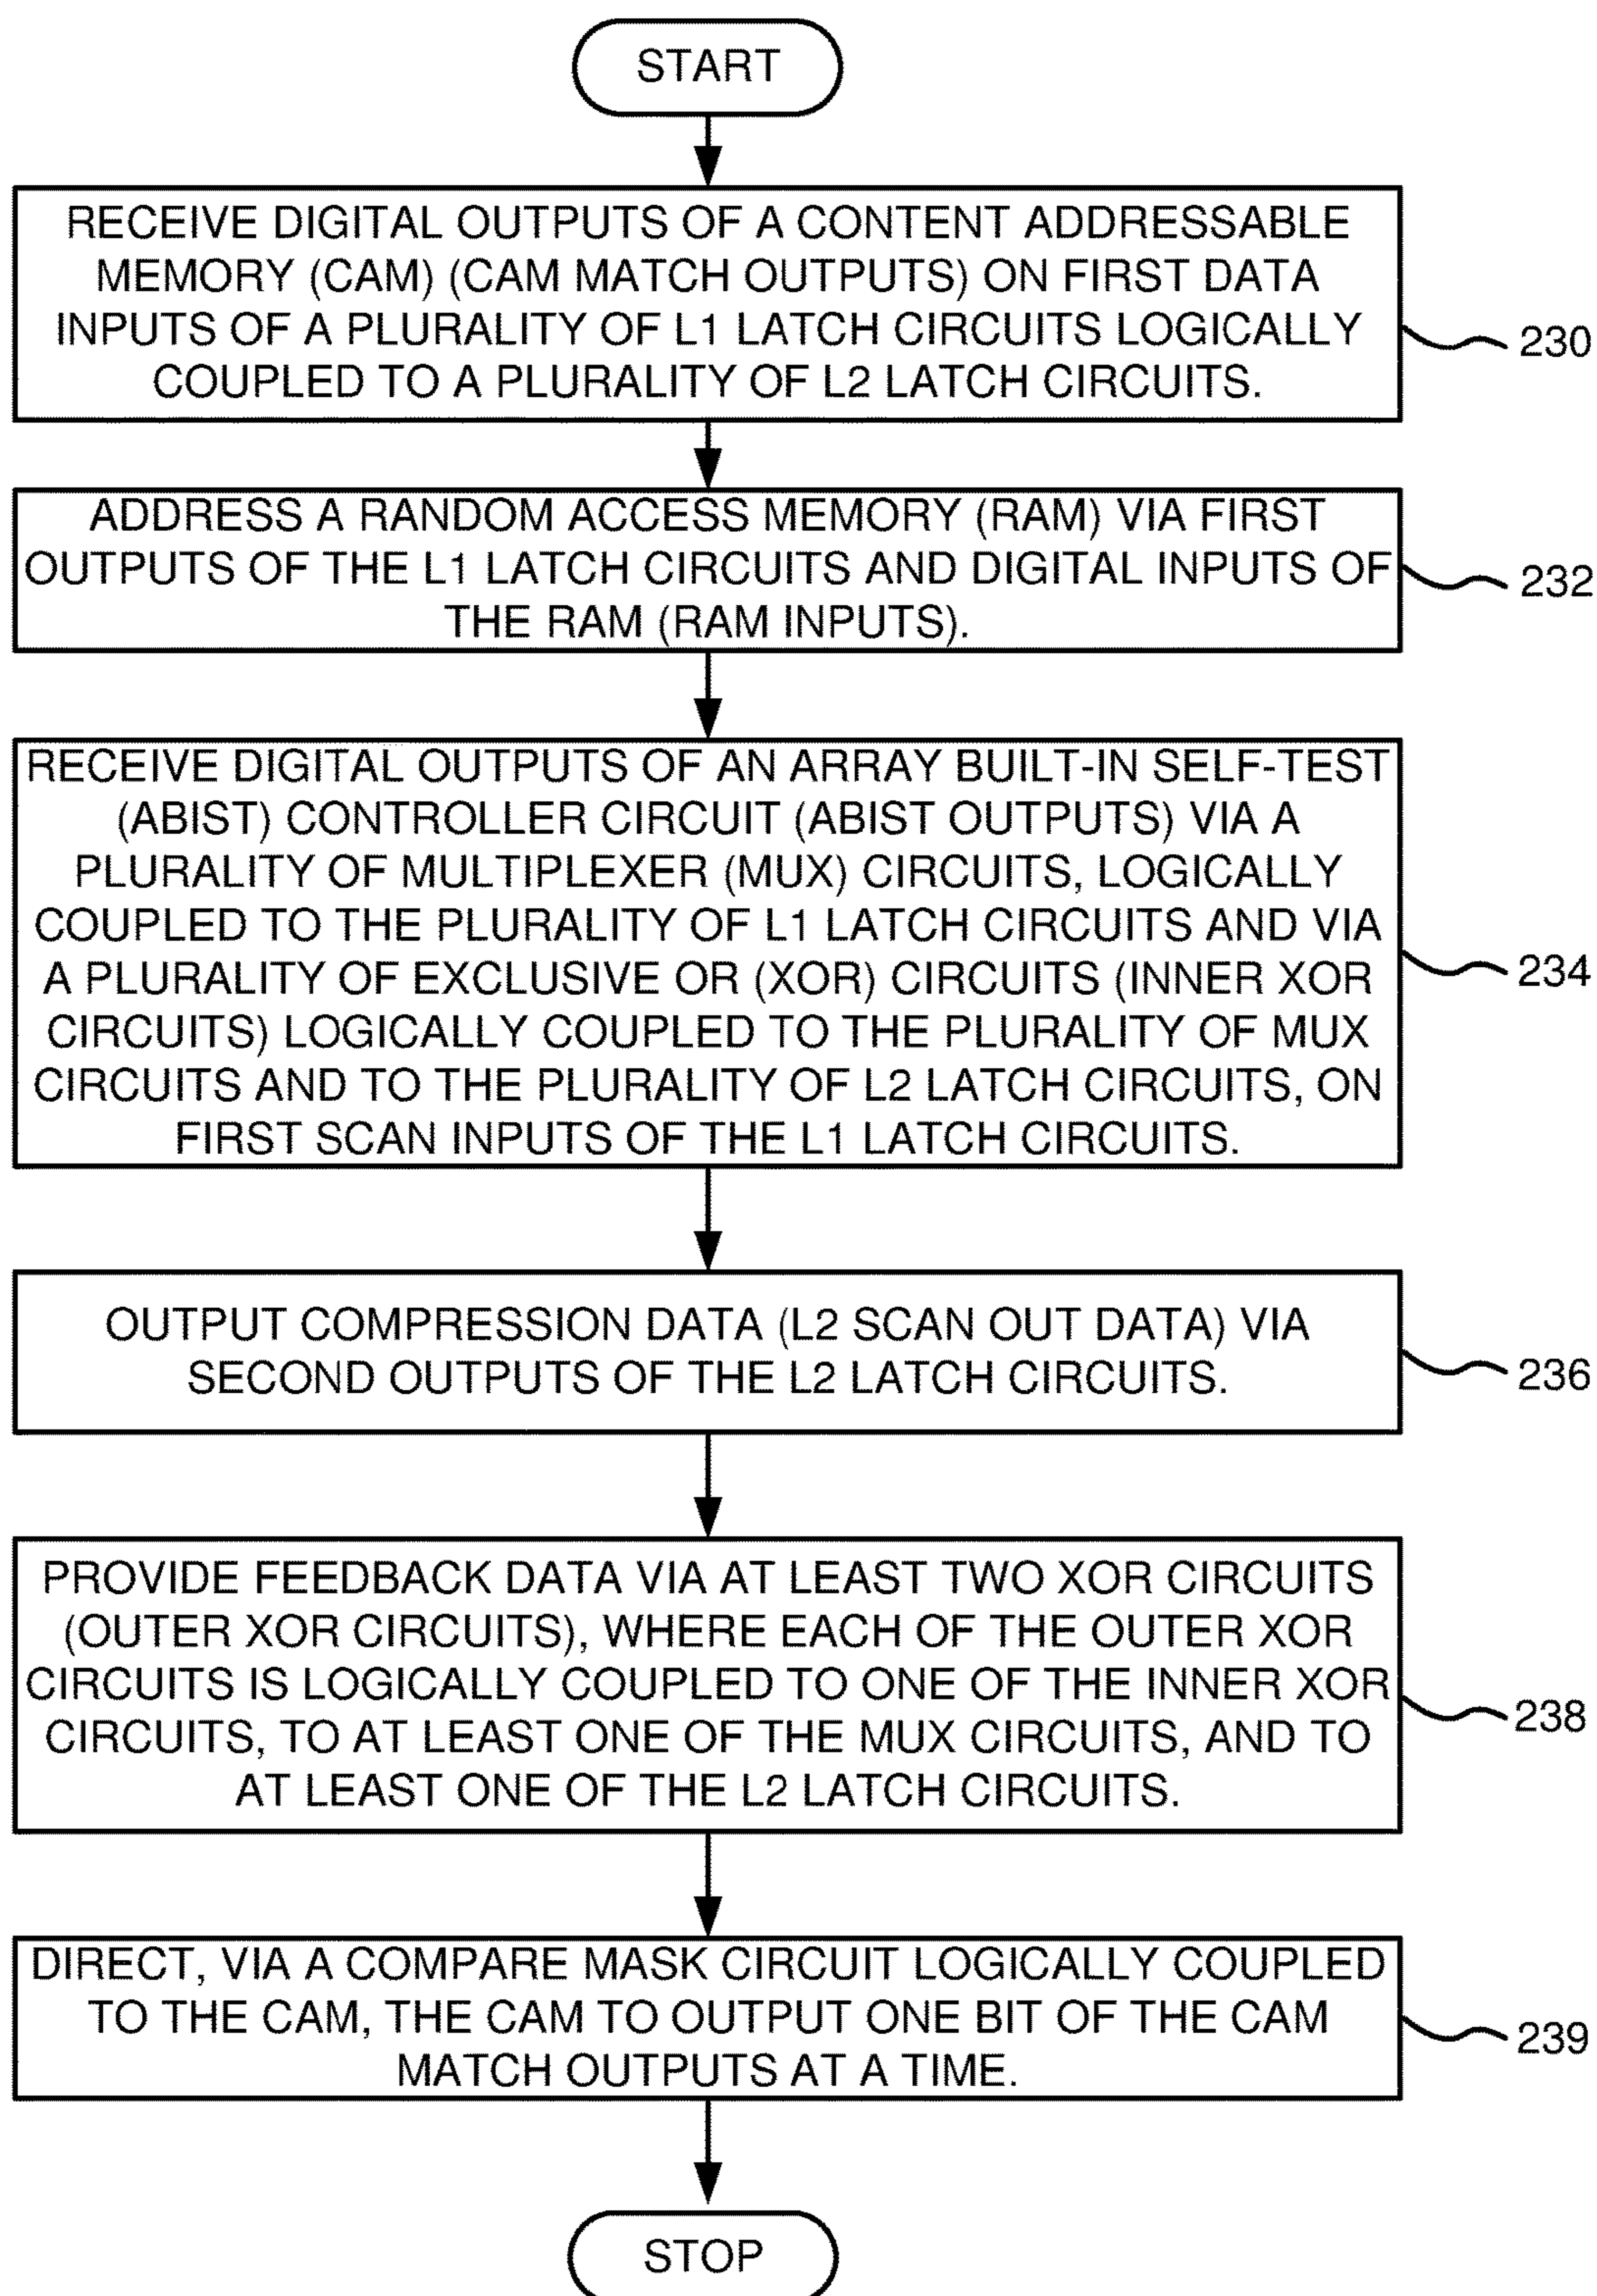 START
RECEIVE DIGITAL OUTPUTS OF A CONTENT ADDRESSABLE
MEMORY (CAM) (CAM MATCH OUTPUTS) ON FIRST DATA
INPUTS OF A PLURALITY OF L1 LATCH CIRCUITS LOGICALLY
COUPLED TO A PLURALITY OF L2 LATCH CIRCUITS.
230
ADDRESS A RANDOM ACCESS MEMORY (RAM) VIA FIRST
OUTPUTS OF THE L1 LATCH CIRCUITS AND DIGITAL INPUTS OF
THE RAM (RAM INPUTS).
232
RECEIVE DIGITAL OUTPUTS OF AN ARRAY BUILT-IN SELF-TEST
(ABIST) CONTROLLER CIRCUIT (ABIST OUTPUTS) VIA A
PLURALITY OF MULTIPLEXER (MUX) CIRCUITS, LOGICALLY
COUPLED TO THE PLURALITY OF L1 LATCH CIRCUITS AND VIA
A PLURALITY OF EXCLUSIVE OR (XOR) CIRCUITS (INNER XOR
CIRCUITS) LOGICALLY COUPLED TO THE PLURALITY OF MUX
CIRCUITS AND TO THE PLURALITY OF L2 LATCH CIRCUITS, ON
FIRST SCAN INPUTS OF THE L1 LATCH CIRCUITS.
234
OUTPUT COMPRESSION DATA (L2 SCAN OUT DATA) VIA
SECOND OUTPUTS OF THE L2 LATCH CIRCUITS.
236
PROVIDE FEEDBACK DATA VIA AT LEAST TWO XOR CIRCUITS
(OUTER XOR CIRCUITS), WHERE EACH OF THE OUTER XOR
CIRCUITS IS LOGICALLY COUPLED TO ONE OF THE INNER XOR
CIRCUITS, TO AT LEAST ONE OF THE MUX CIRCUITS, AND TO
AT LEAST ONE OF THE L2 LATCH CIRCUITS.
238
DIRECT, VIA A COMPARE MASK CIRCUIT LOGICALLY COUPLED
TO THE CAM, THE CAM TO OUTPUT ONE BIT OF THE CAM
MATCH OUTPUTS AT A TIME.
239
STOP